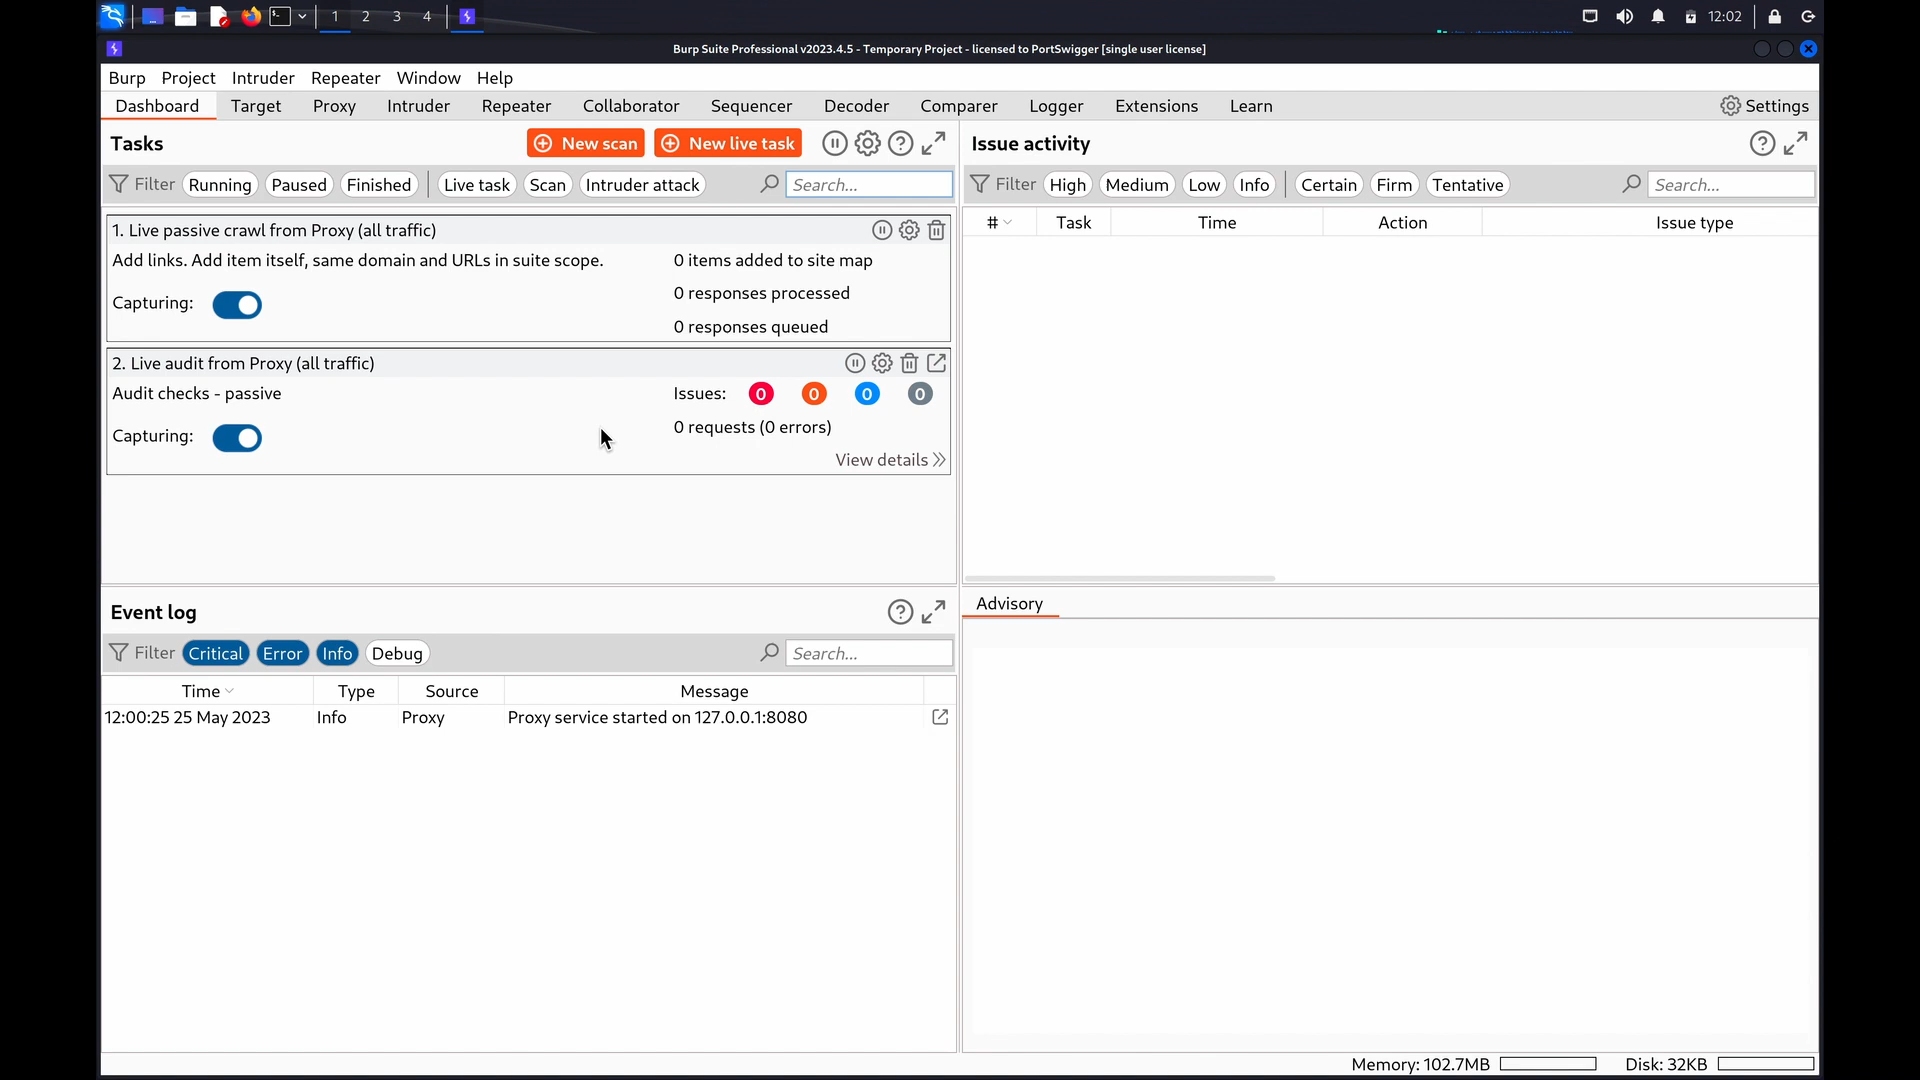 1 2 3 4 12:02
Burp Suite Professional v2023.4.5 - Temporary Project - licensed to PortSwigger [single user license]
Burp Project Intruder Repeater Window Help
Dashboard Target Proxy Intruder Repeater Collaborator Sequencer Decoder Comparer Logger Extensions Learn Settings
Tasks New scan New live task
Filter Running Paused Finished Live task Scan Intruder attack Search...
1. Live passive crawl from Proxy (all traffic)
Add links. Add item itself, same domain and URLs in suite scope. 0 items added to site map
0 responses processed
Capturing:
0 responses queued
2. Live audit from Proxy (all traffic)
Audit checks - passive Issues: 0 0 0 0
0 requests (0 errors)
Capturing:
View details
Issue activity
Filter High Medium Low Info Certain Firm Tentative Search...
# Task Time Action Issue type
Event log
Filter Critical Error Info Debug Search...
Time Type Source Message
12:00:25 25 May 2023 Info Proxy Proxy service started on 127.0.0.1:8080
Advisory
Memory: 102.7MB Disk: 32KB